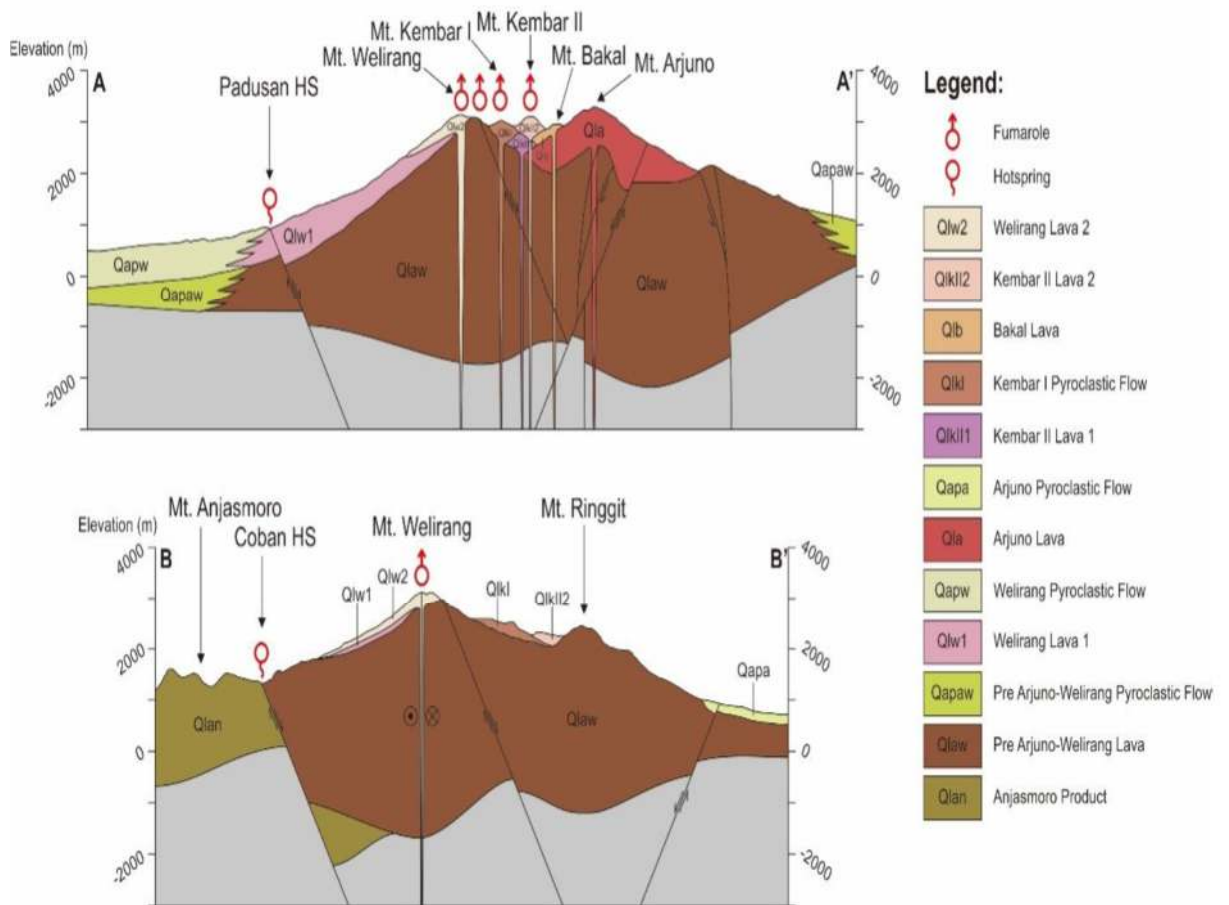 Elevation (m)
Mt. Welirang
Mt. Kembar I
Mt. Kembar II
Mt. Bakal
Mt. Arjuno
Padusan HS
A
A'
4000
2000
0
-2000
4000
2000
0
-2000
Qlw2
QlkI
QlkII2
Qla
Qlw1
Qapw
Qapaw
Qlaw
Qlaw
Qapaw
Mt. Anjasmoro
Coban HS
Mt. Welirang
Mt. Ringgit
Elevation (m)
B
B'
4000
2000
0
-2000
4000
2000
0
-2000
Qlw1
Qlw2
QlkI
QlkII2
Qapa
Qlan
Qlaw
Legend:
Fumarole
Hotspring
Qlw2 Welirang Lava 2
QlkII2 Kembar II Lava 2
Qlb Bakal Lava
QlkI Kembar I Pyroclastic Flow
QlkII1 Kembar II Lava 1
Qapa Arjuno Pyroclastic Flow
Qla Arjuno Lava
Qapw Welirang Pyroclastic Flow
Qlw1 Welirang Lava 1
Qapaw Pre Arjuno-Welirang Pyroclastic Flow
Qlaw Pre Arjuno-Welirang Lava
Qlan Anjasmoro Product